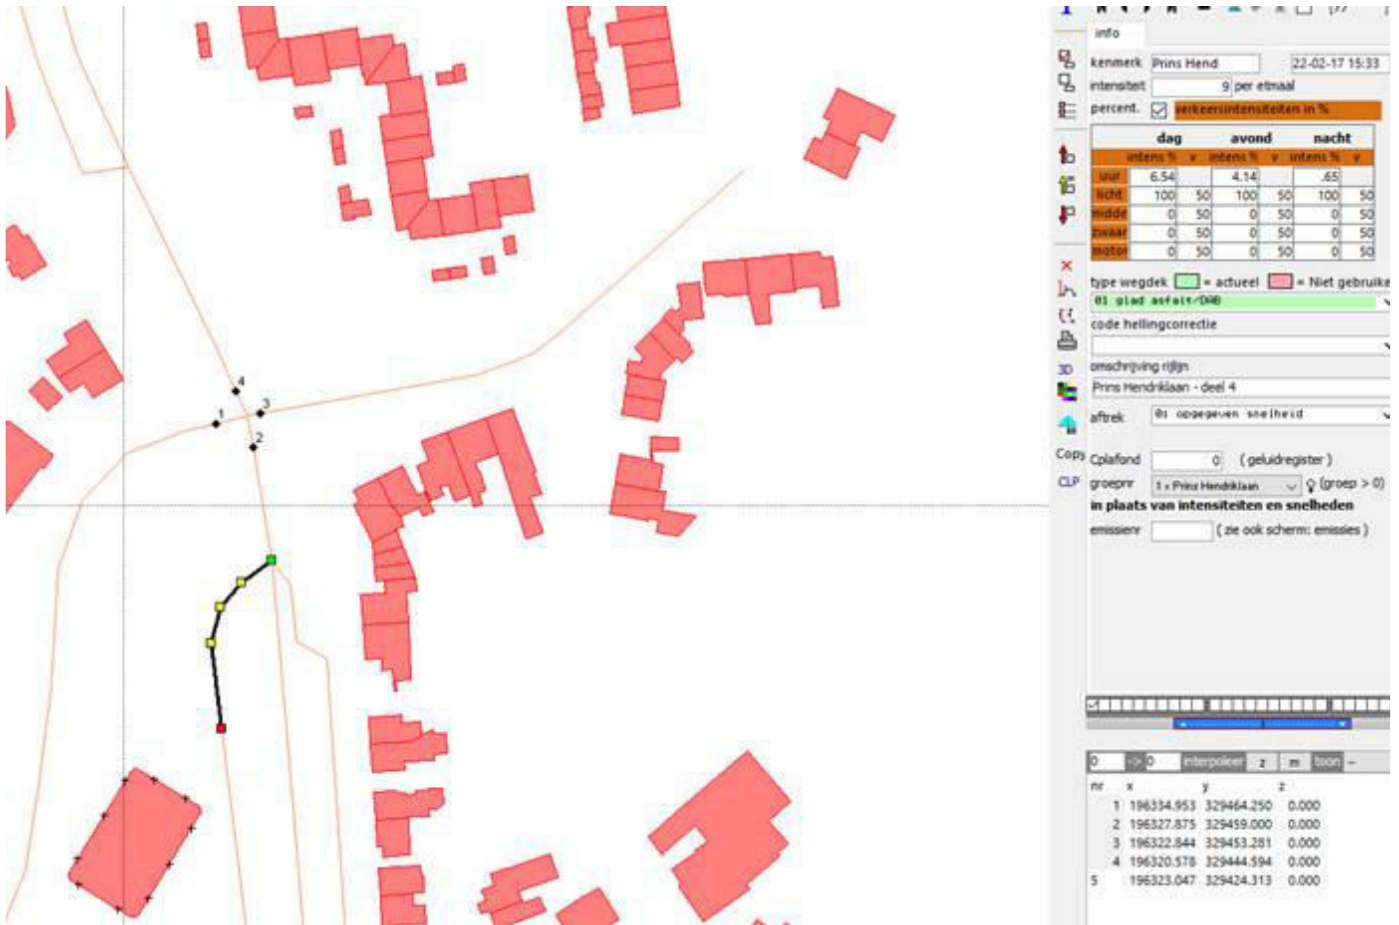 info
kenmerk Prins Hend 22-02-17 15:33
intensiteit 9 per etmaal
percent. verkeersintensiteiten in %
dag avond nacht
intens % v intens % v intens % v
uur 6.54 4.14 .65
licht 100 50 100 50 100 50
midde 0 50 0 50 0 50
zwaar 0 50 0 50 0 50
motor 0 50 0 50 0 50
type wegdek = actueel = Niet gebruike
01 glad asfalt/DAB
code hellingcorrectie
omschrijving rijlijn
Prins Hendriklaan - deel 4
aftrek 0: opgegeven snelheid
Copy
Cplafond 0 ( geluidregister )
CLP
groepnr 1 = Prins Hendriklaan (groep > 0)
in plaats van intensiteiten en snelheden
emissienr ( zie ook scherm: emissies )
3D
4
3
1
2
0 -> 0 interpoleer z m toon --
nr x y z
1 196334.953 329464.250 0.000
2 196327.875 329459.000 0.000
3 196322.844 329453.281 0.000
4 196320.578 329444.594 0.000
5 196323.047 329424.313 0.000